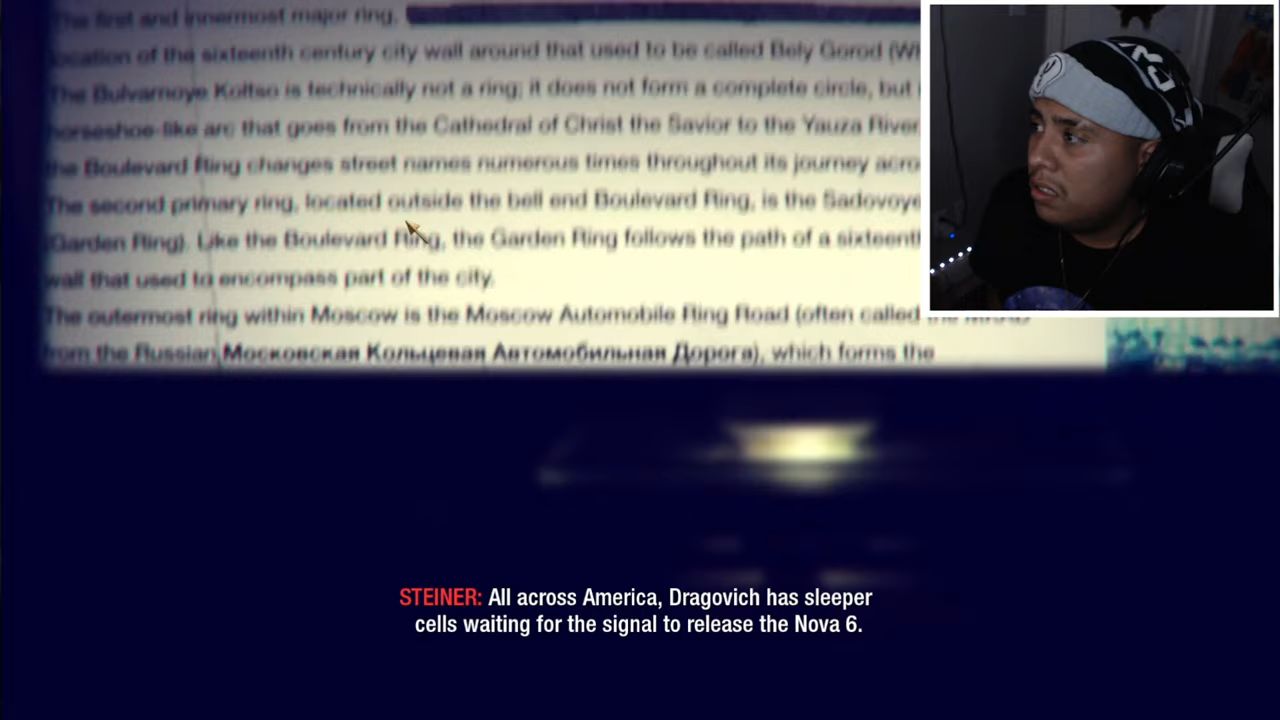 The first and innermost major ring,
location of the sixteenth century city wall around that used to be called Bely Gorod
The Bulvarnoye Koltso is technically not a ring; it does not form a complete circle, but
horseshoe-like arc that goes from the Cathedral of Christ the Savior to the Yauza River
the Boulevard Ring changes street names numerous times throughout its journey
The second primary ring, located outside the bell end Boulevard Ring, is the
(Garden Ring). Like the Boulevard Ring, the Garden Ring follows the path of a
wall that used to encompass part of the city.
The outermost ring within Moscow is the Moscow Automobile Ring Road (often called
from the Russian Московская Кольцевая Автомобильная Дорога), which forms the
STEINER: All across America, Dragovich has sleeper
cells waiting for the signal to release the Nova 6.